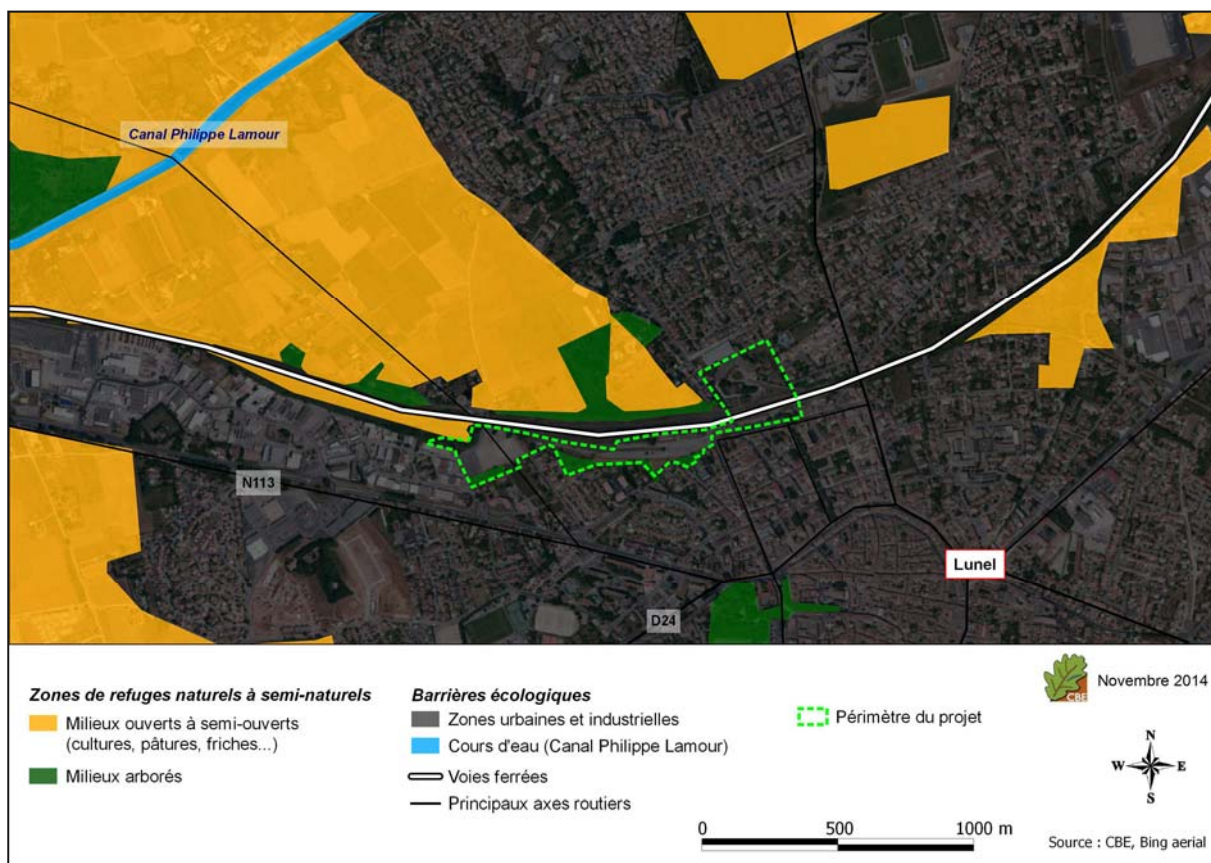 Canal Philippe Lamour
N113
Lunel
D24
Zones de refuges naturels à semi-naturels
Milieux ouverts à semi-ouverts
(cultures, pâtures, friches...)
Milieux arborés
Barrières écologiques
Zones urbaines et industrielles
Cours d'eau (Canal Philippe Lamour)
Voies ferrées
Principaux axes routiers
Périmètre du projet
CBE
Novembre 2014
N
W E
S
0 500 1000 m
Source : CBE, Bing aerial